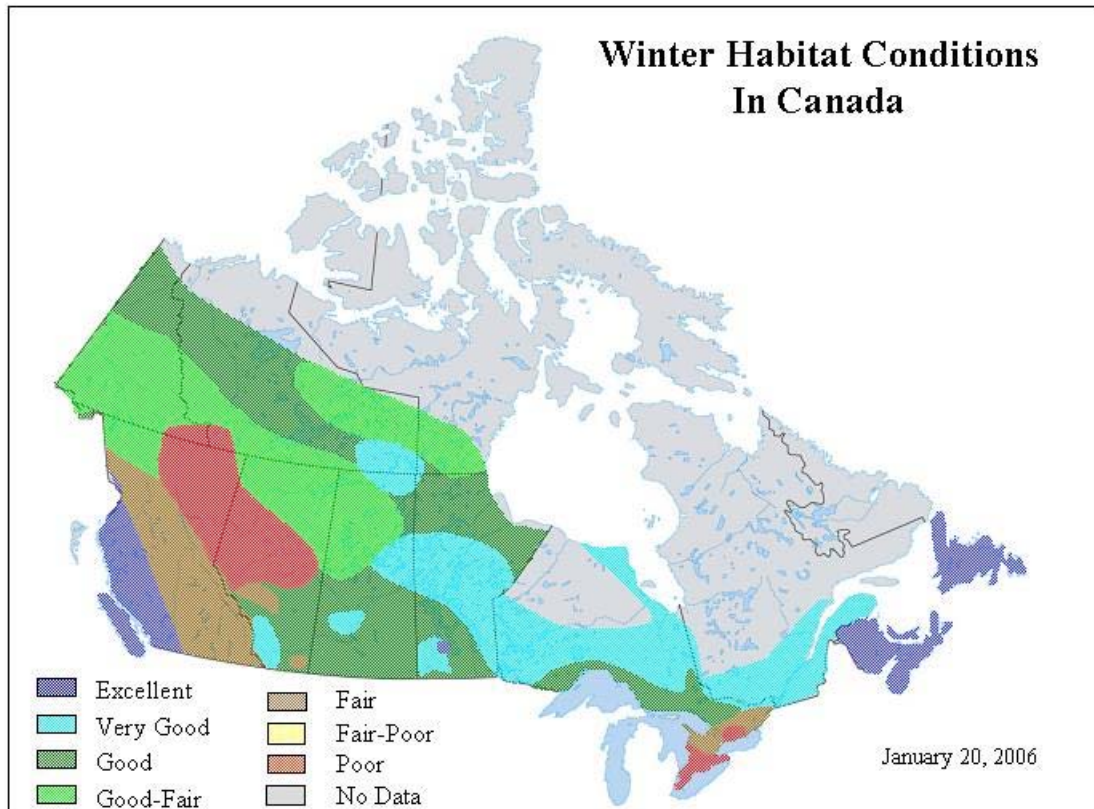 Winter Habitat Conditions
In Canada
Excellent
Very Good
Good
Good-Fair
Fair
Fair-Poor
Poor
No Data
January 20, 2006